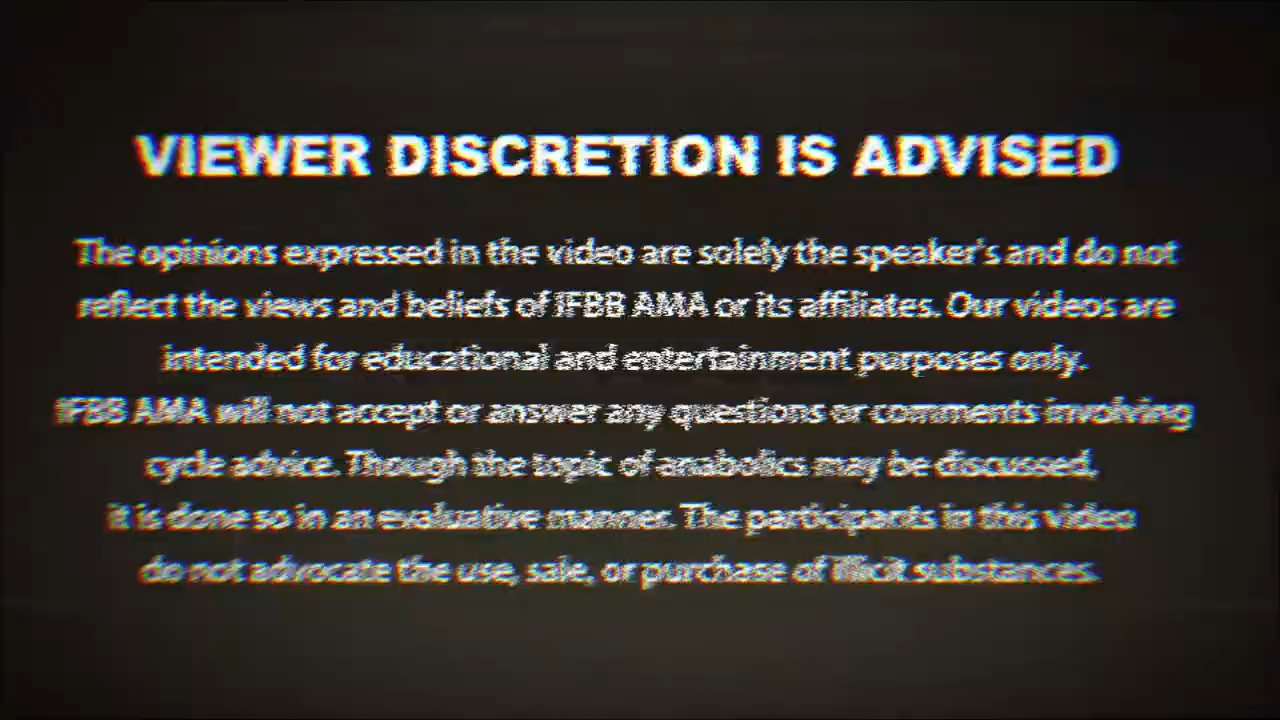 VIEWER DISCRETION IS ADVISED
The opinions expressed in the video are solely the speaker's and do not
reflect the views and beliefs of IFBB AMA or its affiliates. Our videos are
intended for educational and entertainment purposes only.
IFBB AMA will not accept or answer any questions or comments involving
cycle advice. Though the topic of anabolics may be discussed,
it is done so in an evaluative manner. The participants in this video
do not advocate the use, sale, or purchase of illicit substances.